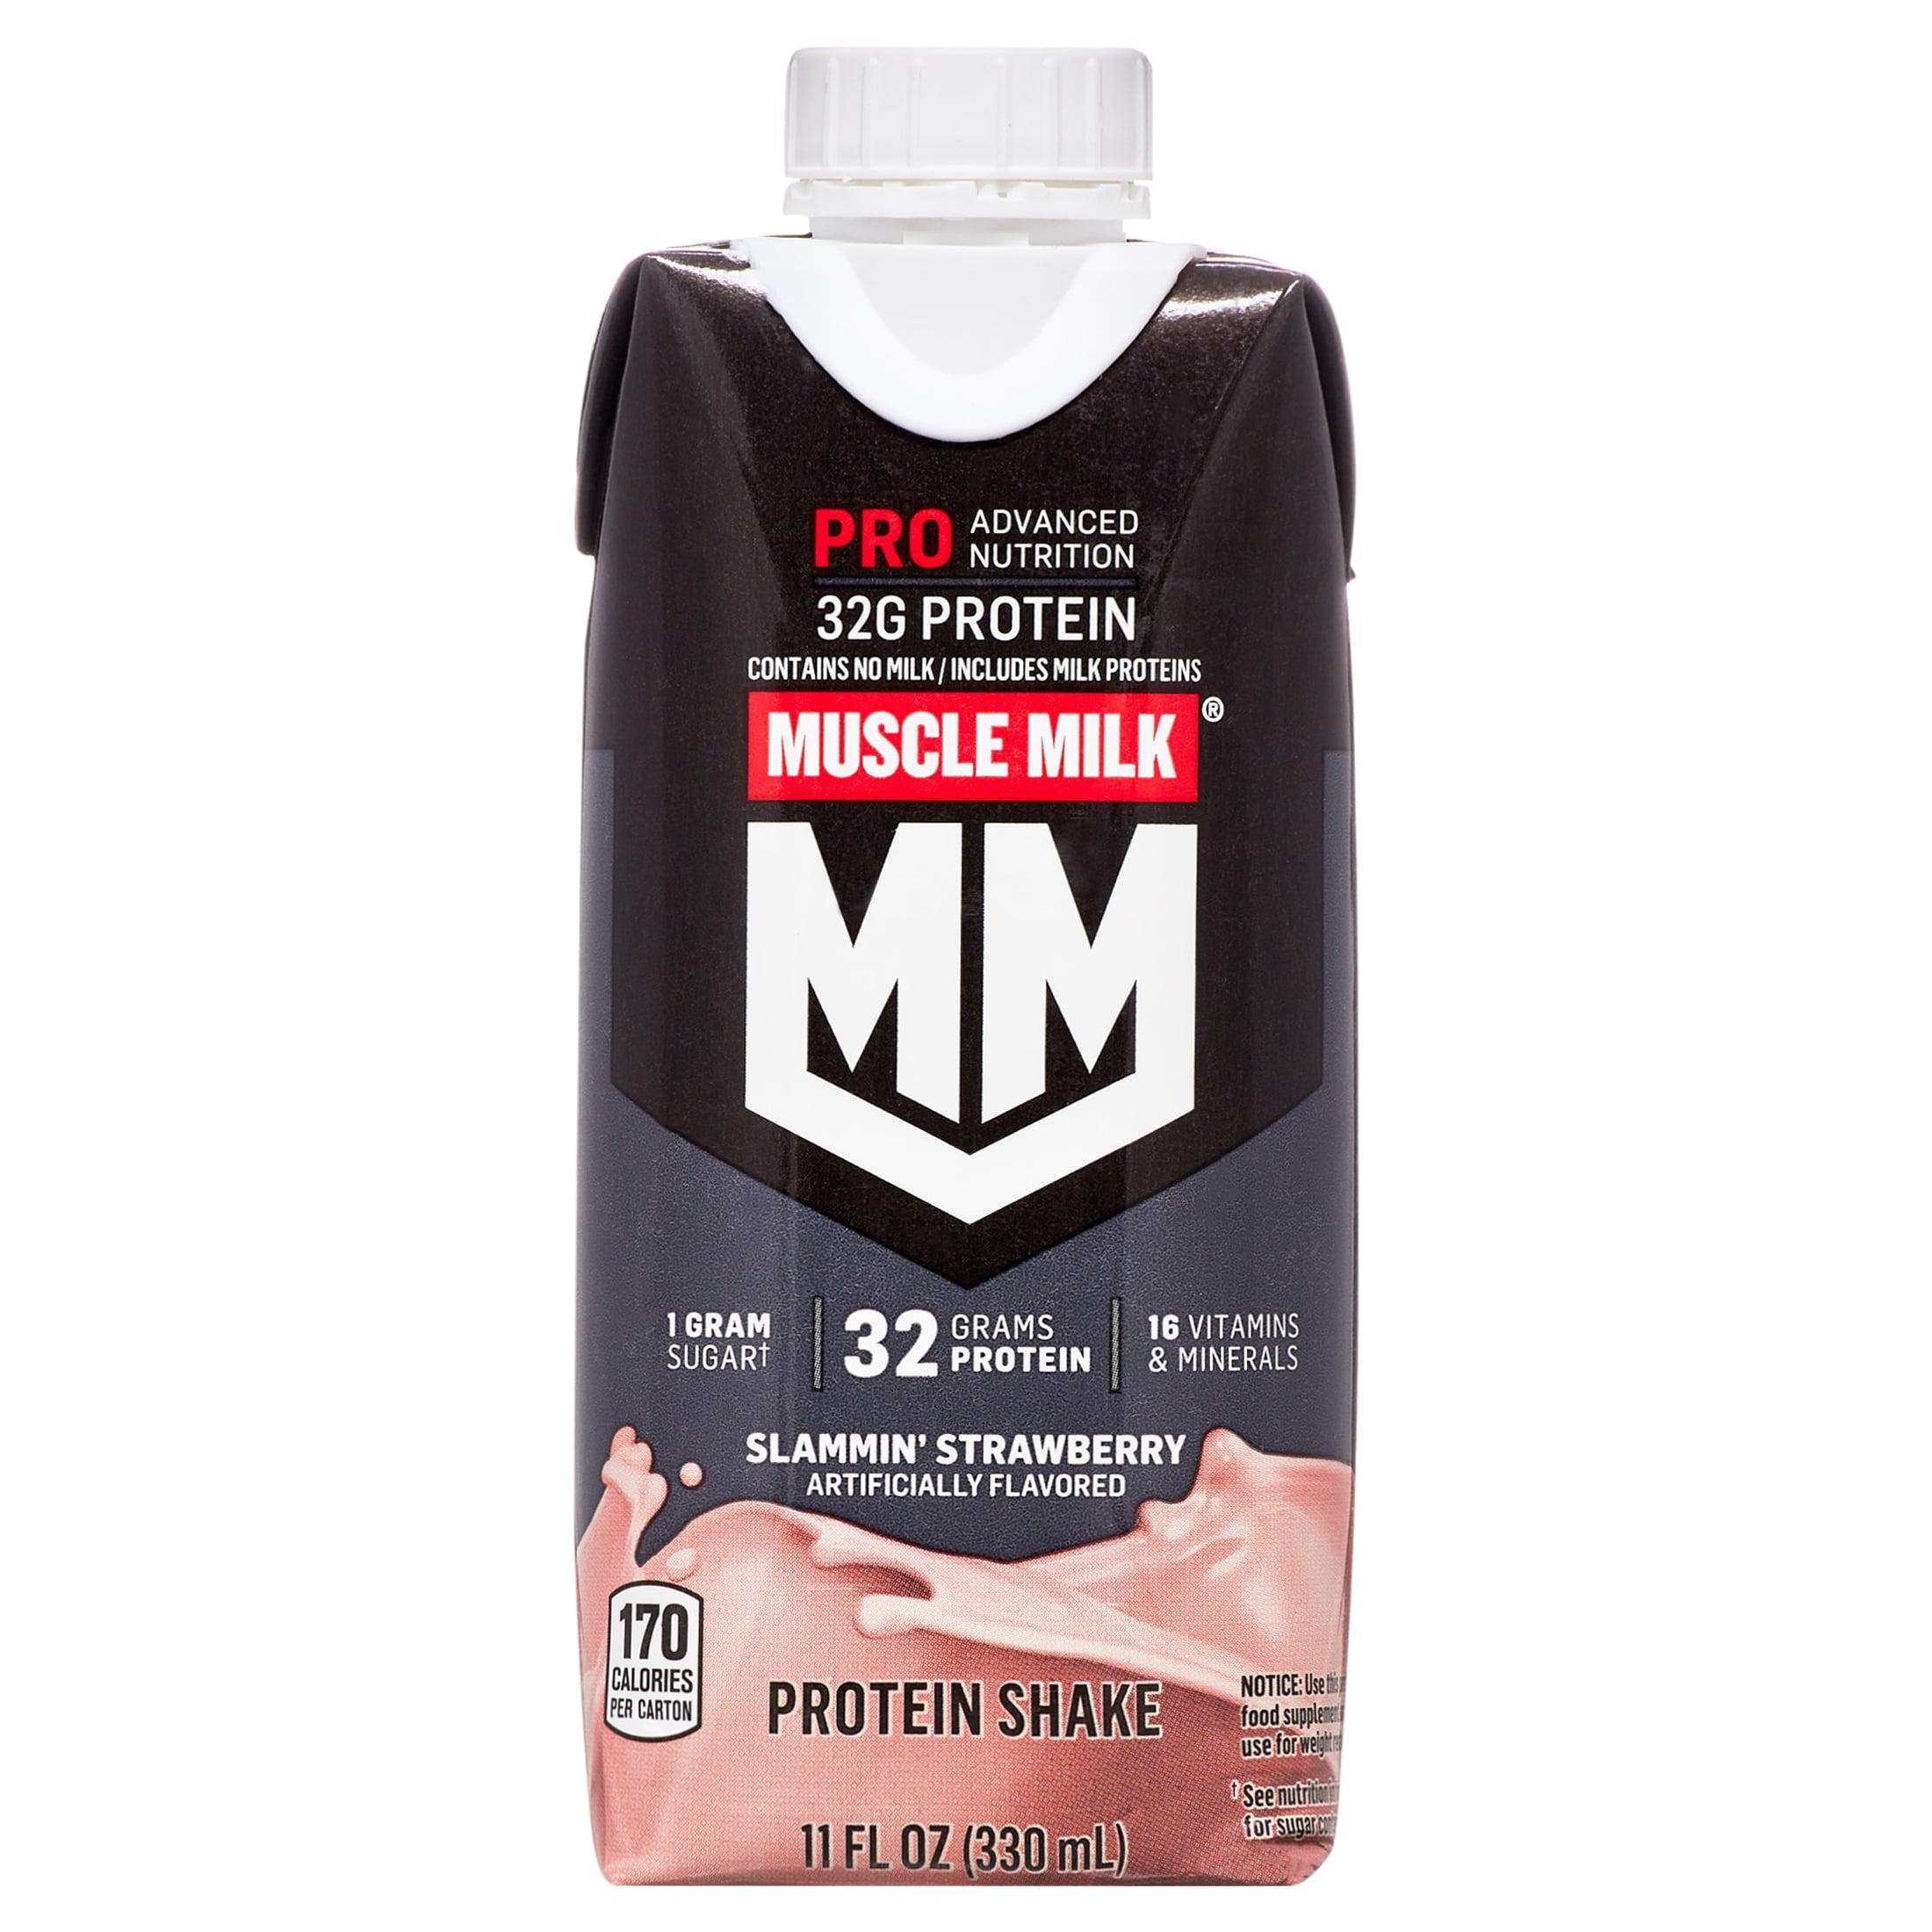 PRO ADVANCED
NUTRITION
32G PROTEIN
CONTAINS NO MILK / INCLUDES MILK PROTEINS
MUSCLE MILK®
MM
1 GRAM
SUGAR†
32 GRAMS
PROTEIN
16 VITAMINS
& MINERALS
SLAMMIN' STRAWBERRY
ARTIFICIALLY FLAVORED
170
CALORIES
PER CARTON
PROTEIN SHAKE
NOTICE: Use this
food supplement
use for weight
† See nutrition
for sugar
11 FL OZ (330 mL)